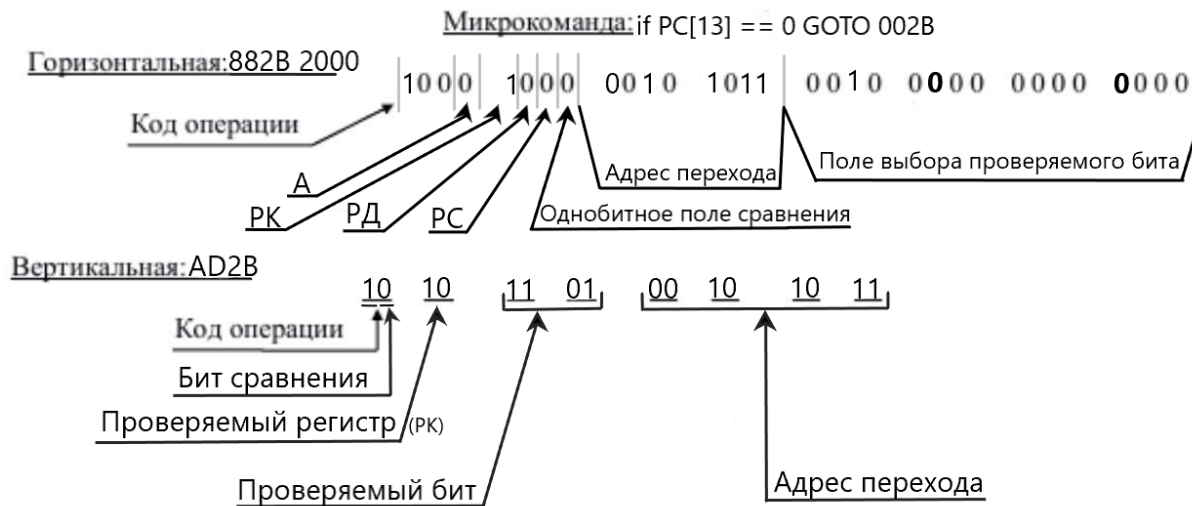 Микрокоманда: if PC[13] == 0 GOTO 002B
Горизонтальная: 882B 2000
1000 1000 0010 1011 0010 0000 0000 0000
Код операции
А
РК
РД
РС
Однобитное поле сравнения
Адрес перехода
Поле выбора проверяемого бита
Вертикальная: AD2B
10 10 11 01 00 10 10 11
Код операции
Бит сравнения
Проверяемый регистр (РК)
Проверяемый бит
Адрес перехода